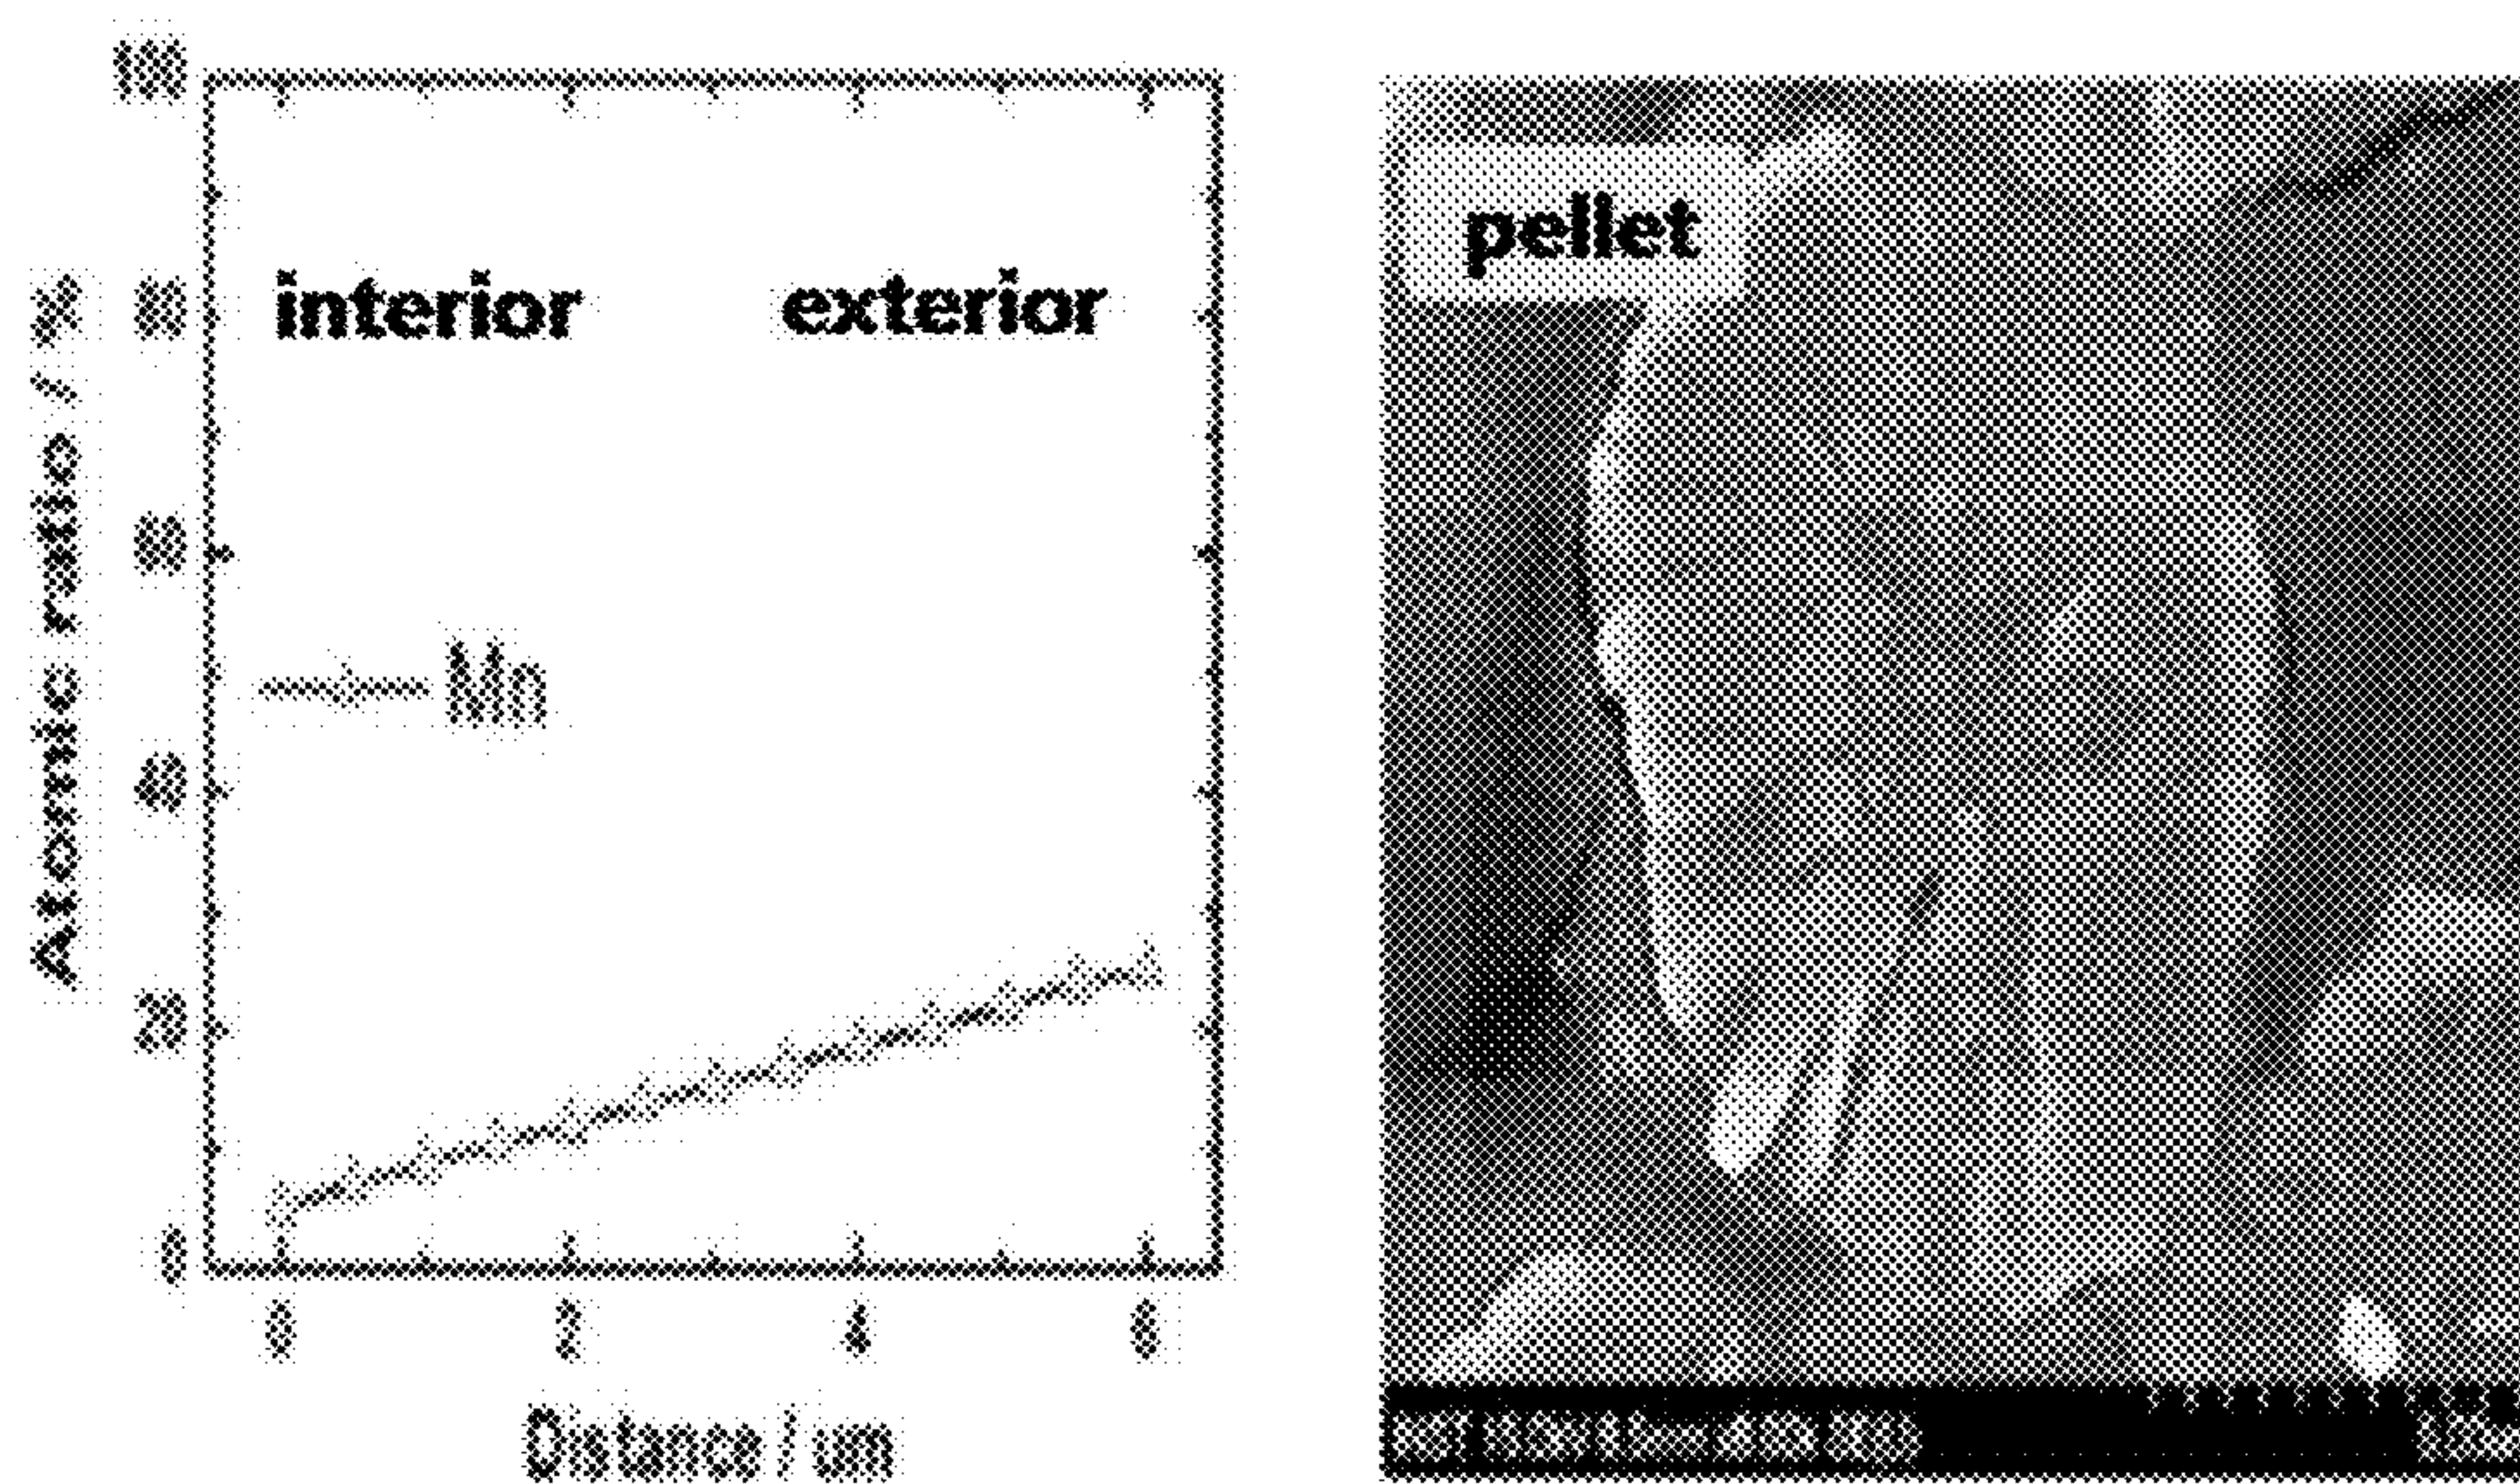 100
80
60
40
20
0
Atomic ratio / %
interior
exterior
Mn
0
2
4
6
Distance / um
pellet